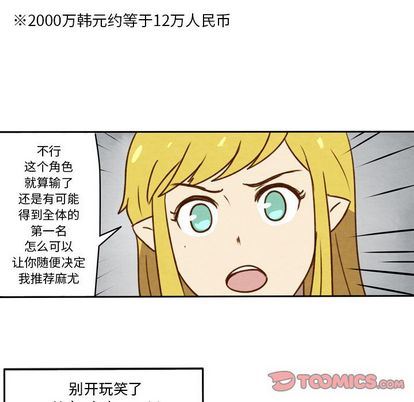 ※2000万韩元约等于12万人民币
不行
这个角色
就算输了
还是有可能
得到全体的
第一名
怎么可以
让你随便决定
我推荐麻尤
别开玩笑了
TOOMICS.com